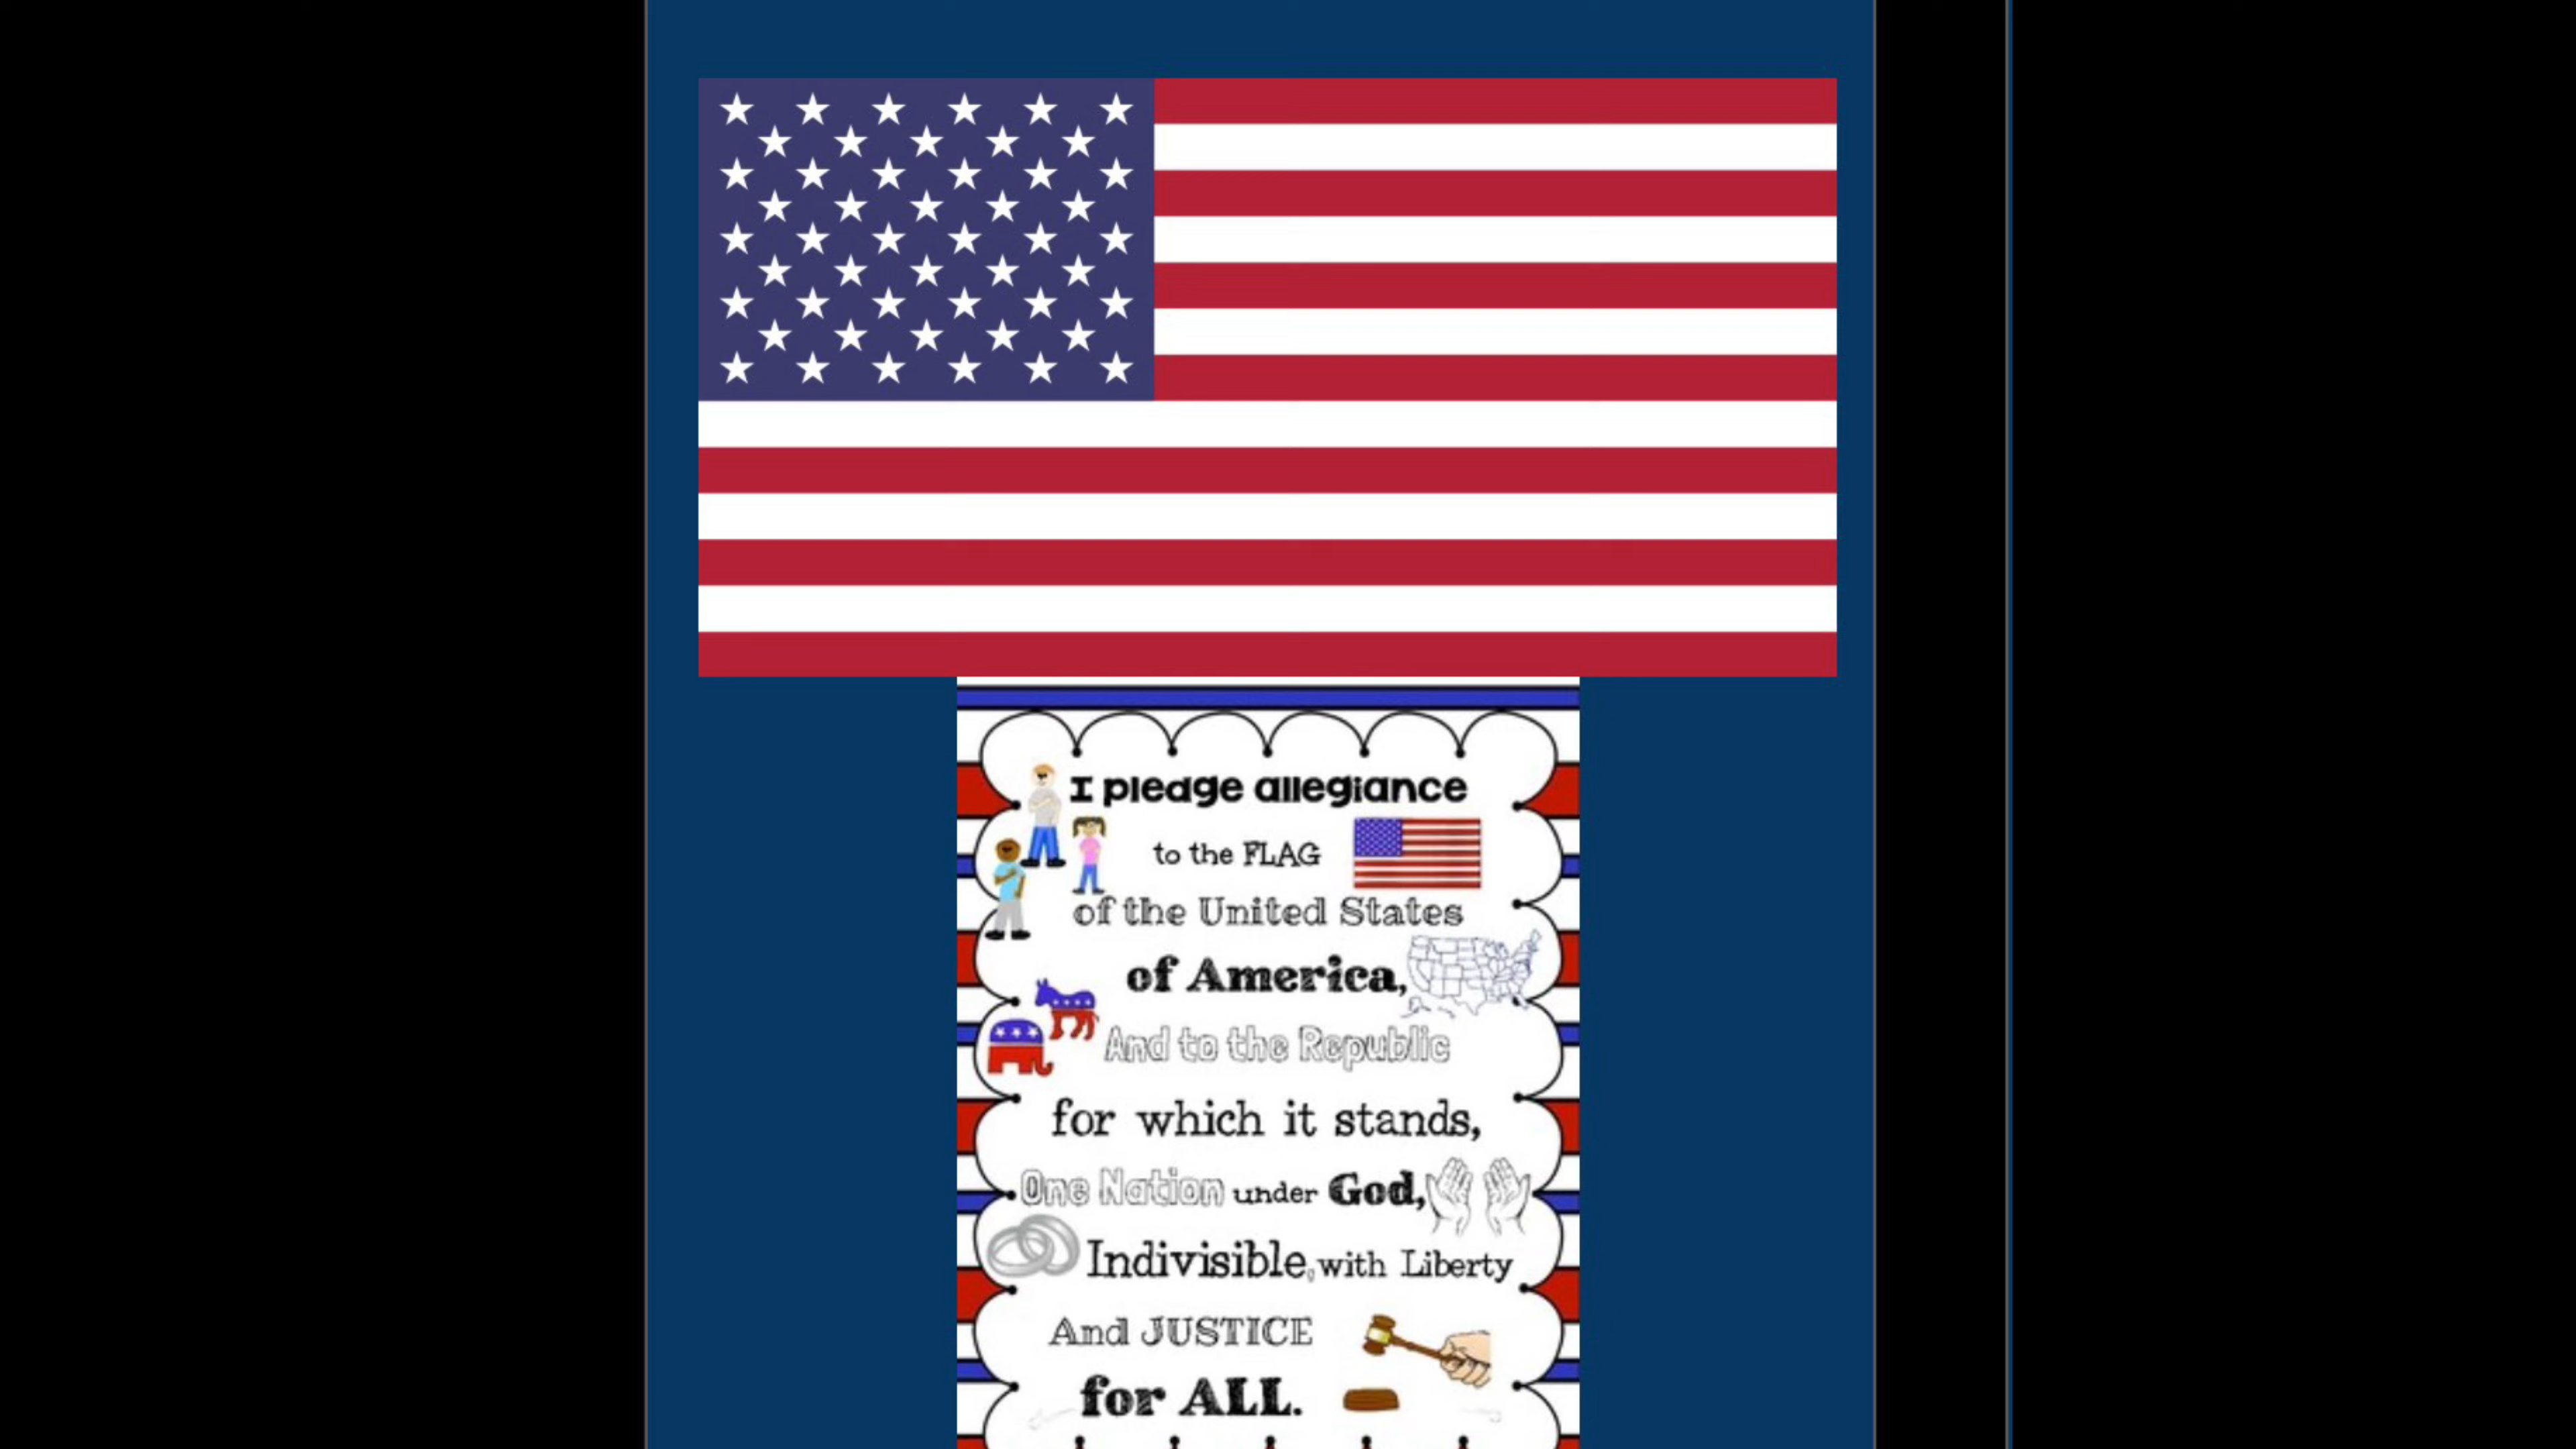 I pledge allegiance
to the FLAG
of the United States
of America,
And to the Republic
for which it stands,
One Nation under God,
Indivisible, with Liberty
And JUSTICE
for ALL.